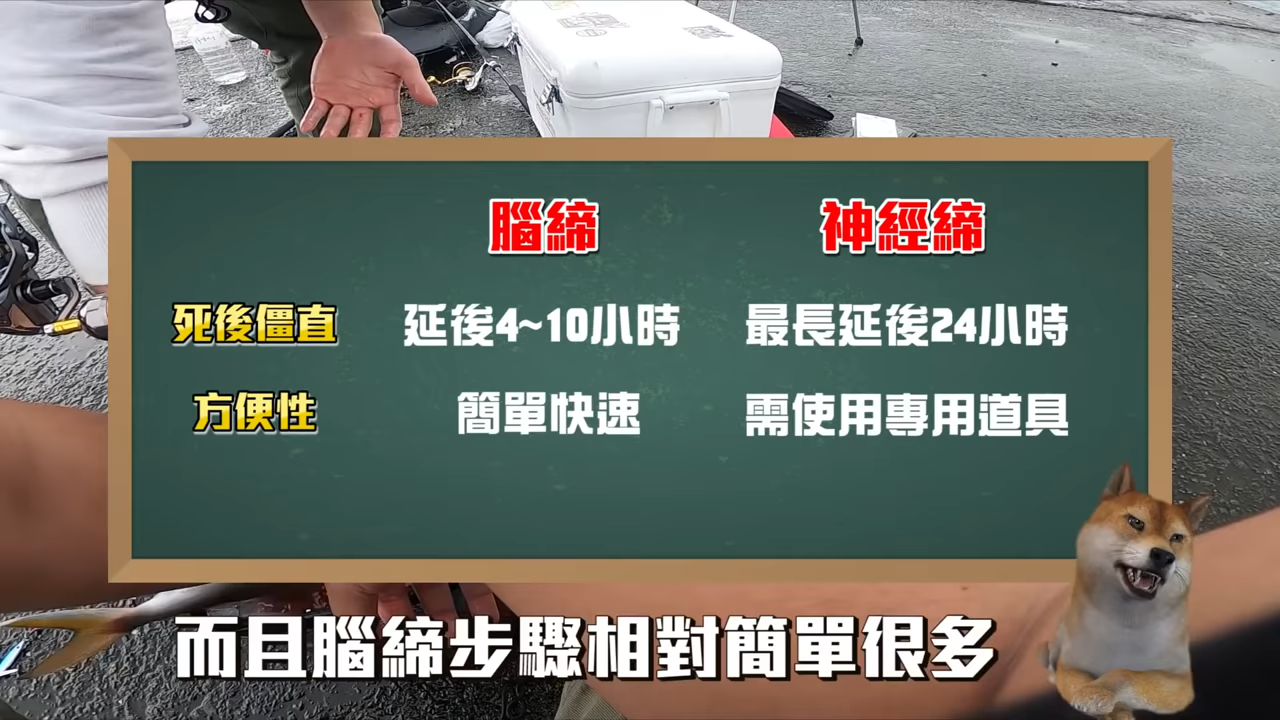 腦締 神經締
死後僵直 延後4~10小時 最長延後24小時
方便性 簡單快速 需使用專用道具
而且腦締步驟相對簡單很多